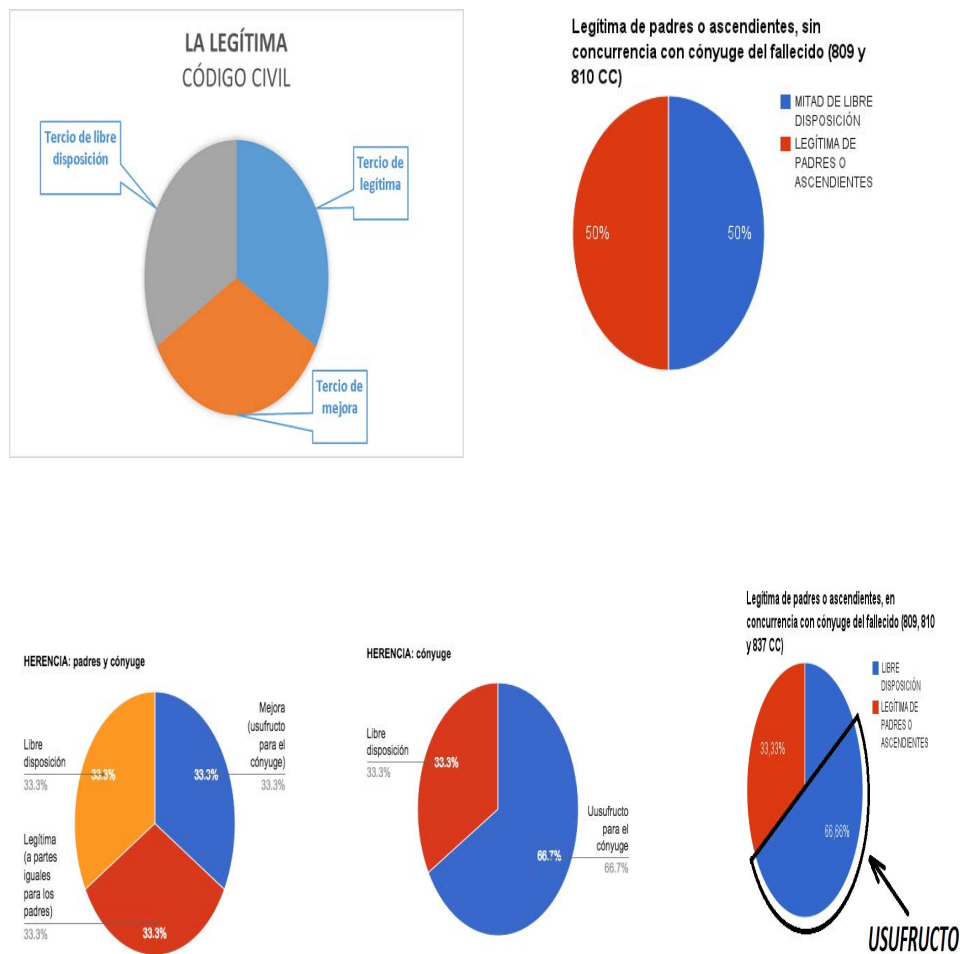 LA LEGÍTIMA
CÓDIGO CIVIL
Tercio de libre
disposición
Tercio de
legítima
Tercio de
mejora
Legítima de padres o ascendientes, sin
concurrencia con cónyuge del fallecido (809 y
810 CC)
MITAD DE LIBRE
DISPOSICIÓN
LEGÍTIMA DE
PADRES O
ASCENDIENTES
50%
50%
HERENCIA: padres y cónyuge
Mejora
(usufructo
para el
cónyuge)
33.3%
Libre
disposición
33.3%
33.3%
33.3%
Legítima
(a partes
iguales
para los
padres)
33.3%
33.3%
HERENCIA: cónyuge
Libre
disposición
33.3%
33.3%
Uusufructo
para el
cónyuge
66.7%
66.7%
Legítima de padres o ascendientes, en
concurrencia con cónyuge del fallecido (809, 810
y 837 CC)
LIBRE
DISPOSICIÓN
LEGÍTIMA DE
PADRES O
ASCENDIENTES
33,33%
66,66%
USUFRUCTO